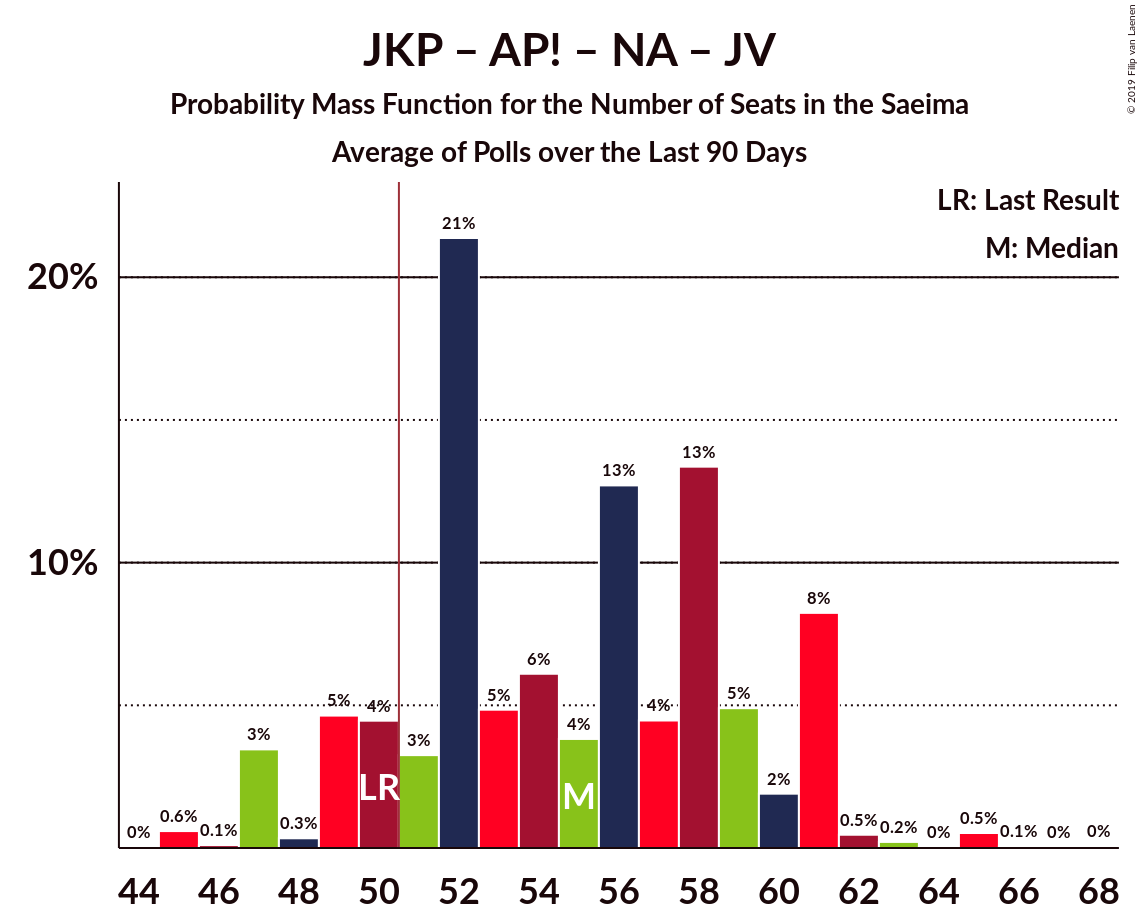 JKP – AP! – NA – JV
Probability Mass Function for the Number of Seats in the Saeima
Average of Polls over the Last 90 Days
© 2019 Filip van Laenen
LR: Last Result
M: Median
20%
10%
0% 0.6% 0.1% 3% 0.3% 5% 4% 3% 21% 5% 6% 4% 13% 4% 13% 5% 2% 8% 0.5% 0.2% 0% 0.5% 0.1% 0% 0%
LR M
44 46 48 50 52 54 56 58 60 62 64 66 68